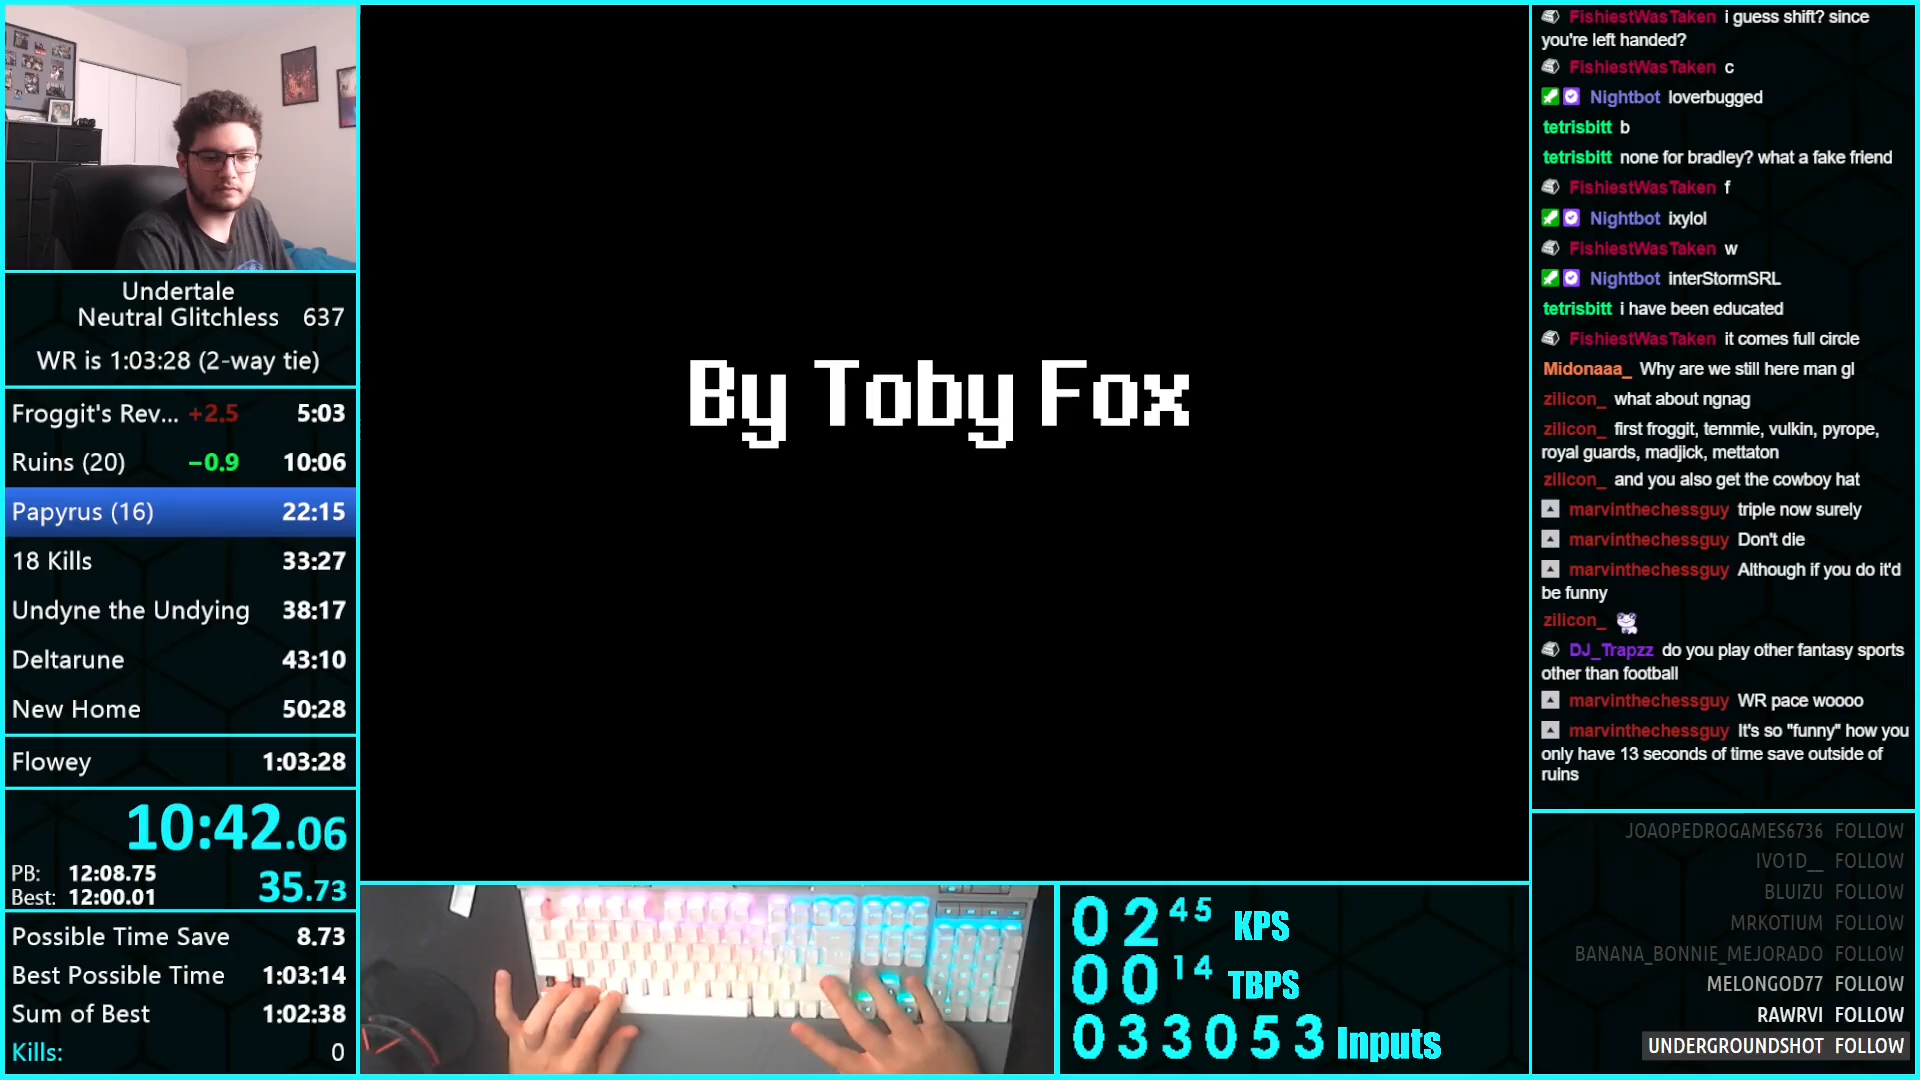 Undertale
Neutral Glitchless 637
WR is 1:03:28 (2-way tie)
Froggit's Rev... +2.5 5:03
Ruins (20) −0.9 10:06
Papyrus (16) 22:15
18 Kills 33:27
Undyne the Undying 38:17
Deltarune 43:10
New Home 50:28
Flowey 1:03:28
10:42.06
PB: 12:08.75
Best: 12:00.01
35.73
Possible Time Save 8.73
Best Possible Time 1:03:14
Sum of Best 1:02:38
Kills: 0
By Toby Fox
02 45 KPS
00 14 TBPS
033053 Inputs
FishiestWasTaken i guess shift? since
you're left handed?
FishiestWasTaken c
Nightbot loverbugged
tetrisbitt b
tetrisbitt none for bradley? what a fake friend
FishiestWasTaken f
Nightbot ixylol
FishiestWasTaken w
Nightbot interStormSRL
tetrisbitt i have been educated
FishiestWasTaken it comes full circle
Midonaaa_ Why are we still here man gl
zilicon_ what about ngnag
zilicon_ first froggit, temmie, vulkin, pyrope,
royal guards, madjick, mettaton
zilicon_ and you also get the cowboy hat
marvinthechessguy triple now surely
marvinthechessguy Don't die
marvinthechessguy Although if you do it'd
be funny
zilicon_
DJ_Trapzz do you play other fantasy sports
other than football
marvinthechessguy WR pace woooo
marvinthechessguy It's so "funny" how you
only have 13 seconds of time save outside of
ruins
JOAOPEDROGAMES6736 FOLLOW
IVO1D__ FOLLOW
BLUIZU FOLLOW
MRKOTIUM FOLLOW
BANANA_BONNIE_MEJORADO FOLLOW
MELONGOD77 FOLLOW
RAWRVI FOLLOW
UNDERGROUNDSHOT FOLLOW